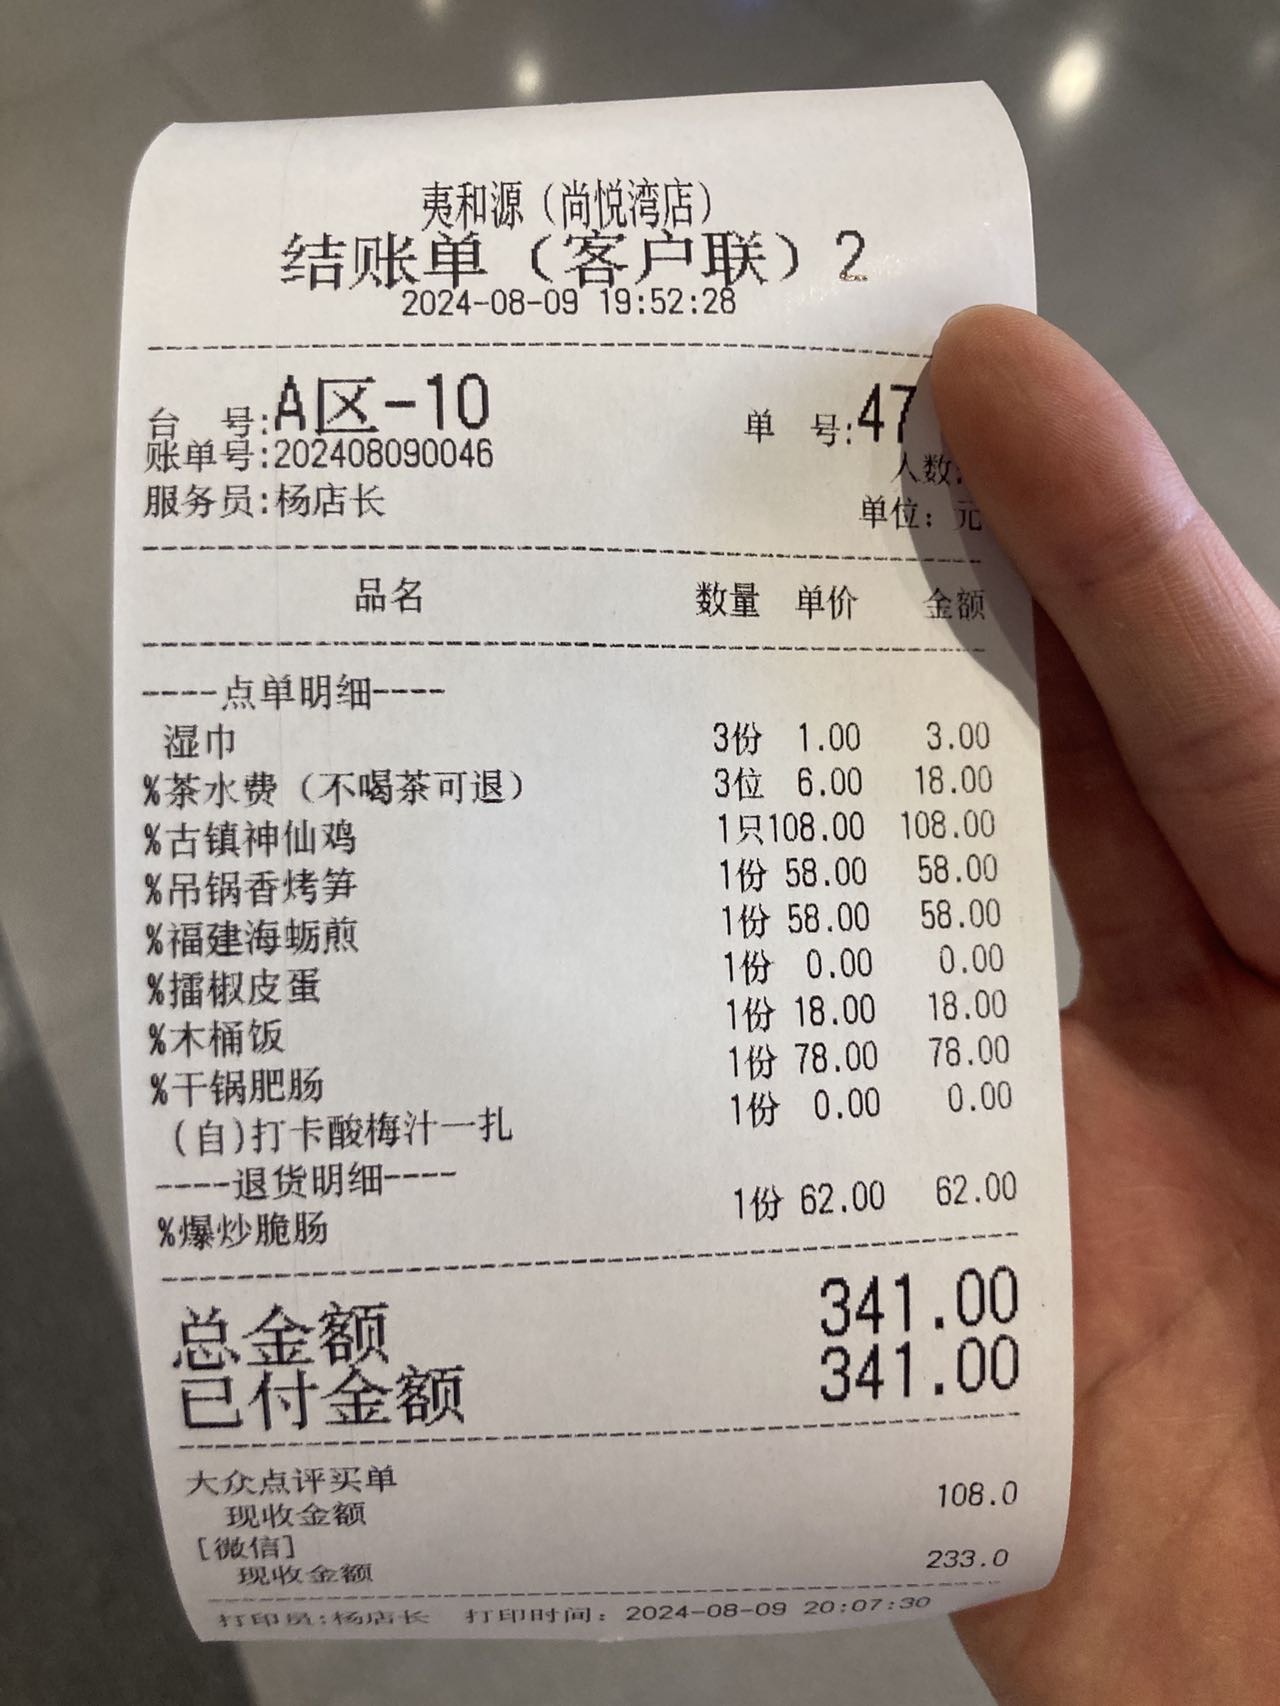 夷和源（尚悦湾店）
结账单（客户联）2
2024-08-09 19:52:28
台 号:A区-10 单 号:47
账单号:202408090046 人数:
服务员:杨店长 单位: 元
品名 数量 单价 金额
----点单明细----
湿巾 3份 1.00 3.00
%茶水费（不喝茶可退） 3位 6.00 18.00
%古镇神仙鸡 1只108.00 108.00
%吊锅香烤笋 1份 58.00 58.00
%福建海蛎煎 1份 58.00 58.00
%擂椒皮蛋 1份 0.00 0.00
%木桶饭 1份 18.00 18.00
%干锅肥肠 1份 78.00 78.00
(自)打卡酸梅汁一扎 1份 0.00 0.00
----退货明细----
%爆炒脆肠 1份 62.00 62.00
总金额 341.00
已付金额 341.00
大众点评买单
现收金额 108.0
[微信]
现收金额 233.0
打印员:杨店长 打印时间: 2024-08-09 20:07:30